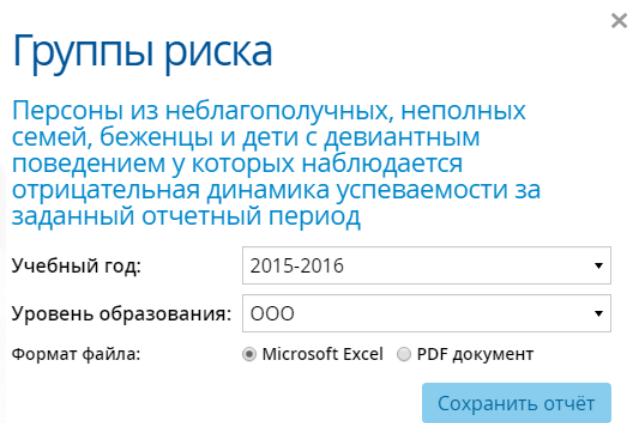 Группы риска
Персоны из неблагополучных, неполных
семей, беженцы и дети с девиантным
поведением у которых наблюдается
отрицательная динамика успеваемости за
заданный отчетный период
Учебный год: 2015-2016
Уровень образования: ООО
Формат файла: Microsoft Excel PDF документ
Сохранить отчёт